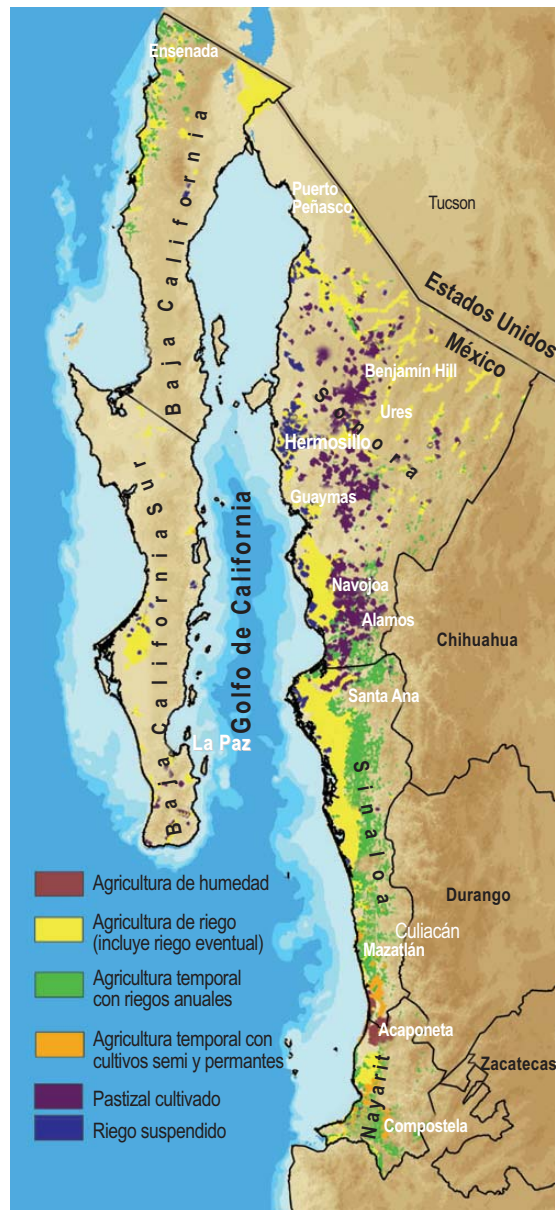 Ensenada
Baja California
Puerto
Peñasco
Tucson
Estados Unidos
México
Benjamín Hill
Sonora
Ures
Hermosillo
Guaymas
Baja California Sur
Golfo de California
Navojoa
Alamos
Chihuahua
Santa Ana
La Paz
Sinaloa
Durango
Culiacán
Mazatlán
Acaponeta
Zacatecas
Nayarit
Compostela
Agricultura de humedad
Agricultura de riego
(incluye riego eventual)
Agricultura temporal
con riegos anuales
Agricultura temporal con
cultivos semi y permantes
Pastizal cultivado
Riego suspendido